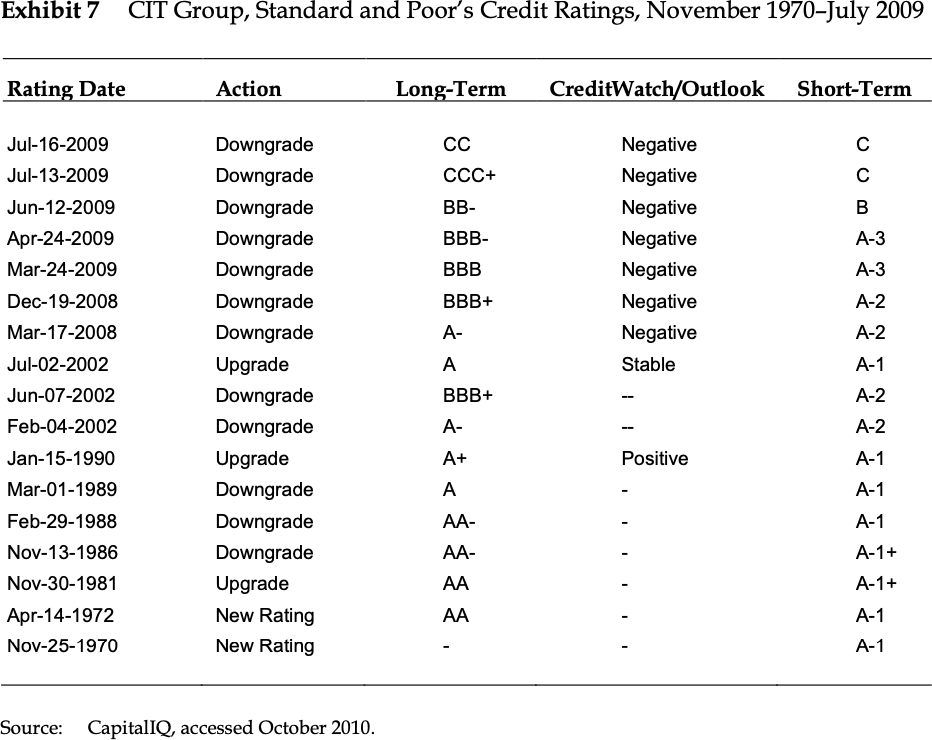 Exhibit 7 CIT Group, Standard and Poor’s Credit Ratings, November 1970–July 2009
Rating Date Action Long-Term CreditWatch/Outlook Short-Term
Jul-16-2009 Downgrade CC Negative C
Jul-13-2009 Downgrade CCC+ Negative C
Jun-12-2009 Downgrade BB- Negative B
Apr-24-2009 Downgrade BBB- Negative A-3
Mar-24-2009 Downgrade BBB Negative A-3
Dec-19-2008 Downgrade BBB+ Negative A-2
Mar-17-2008 Downgrade A- Negative A-2
Jul-02-2002 Upgrade A Stable A-1
Jun-07-2002 Downgrade BBB+ -- A-2
Feb-04-2002 Downgrade A- -- A-2
Jan-15-1990 Upgrade A+ Positive A-1
Mar-01-1989 Downgrade A - A-1
Feb-29-1988 Downgrade AA- - A-1
Nov-13-1986 Downgrade AA- - A-1+
Nov-30-1981 Upgrade AA - A-1+
Apr-14-1972 New Rating AA - A-1
Nov-25-1970 New Rating - - A-1
Source: CapitalIQ, accessed October 2010.